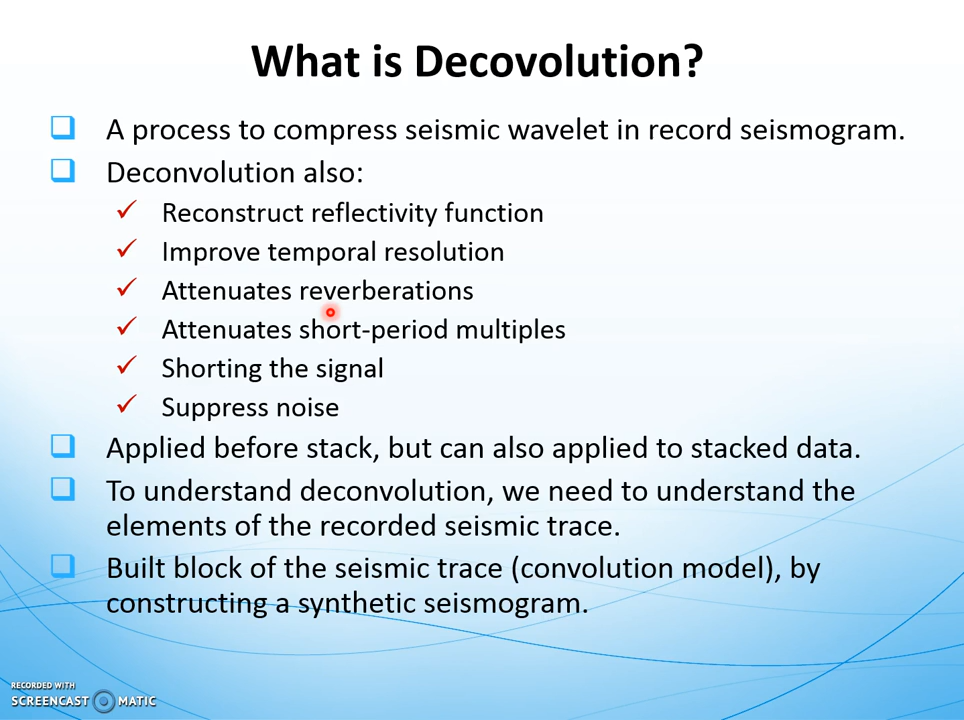 What is Decovolution?
A process to compress seismic wavelet in record seismogram.
Deconvolution also:
Reconstruct reflectivity function
Improve temporal resolution
Attenuates reverberations
Attenuates short-period multiples
Shorting the signal
Suppress noise
Applied before stack, but can also applied to stacked data.
To understand deconvolution, we need to understand the
elements of the recorded seismic trace.
Built block of the seismic trace (convolution model), by
constructing a synthetic seismogram.
RECORDED WITH
SCREENCAST MATIC